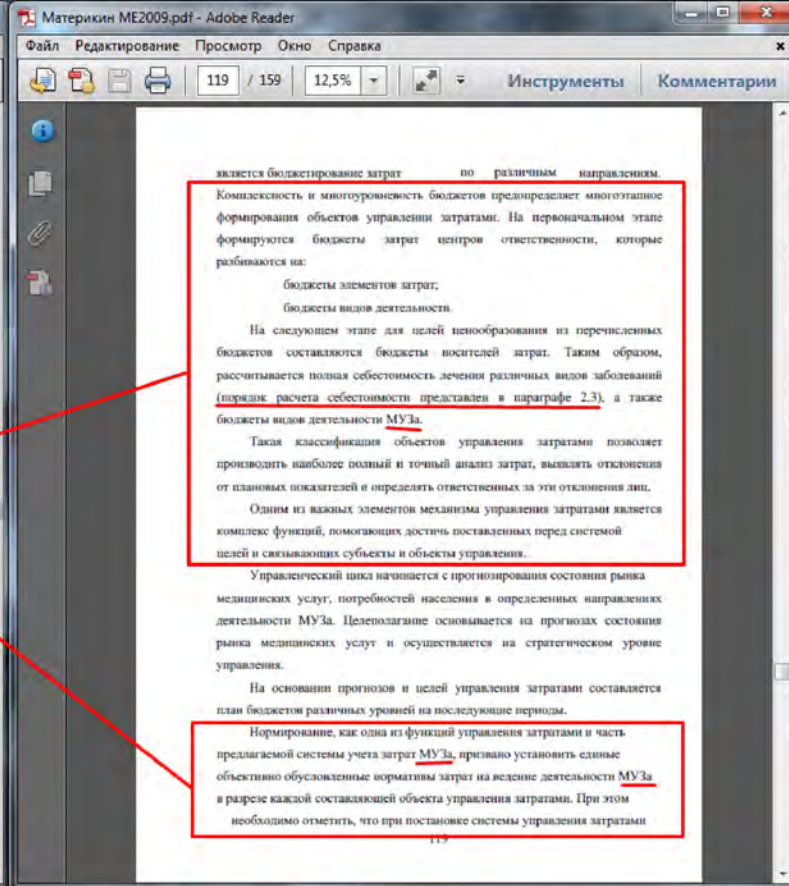 Материкин МЕ2009.pdf - Adobe Reader
Файл Редактирование Просмотр Окно Справка
119 / 159 12,5% Инструменты Комментарии
является бюджетирование затрат по различным направлениям.
Комплексность и многоуровневость бюджетов предопределяет многоэтапное
формирования объектов управлении затратами. На первоначальном этапе
формируются бюджеты затрат центров ответственности, которые
разбиваются на:
бюджеты элементов затрат;
бюджеты видов деятельности.
На следующем этапе для целей ценообразования из перечисленных
бюджетов составляются бюджеты носителей затрат. Таким образом,
рассчитывается полная себестоимость лечения различных видов заболеваний
(порядок расчета себестоимости представлен в параграфе 2.3), а также
бюджеты видов деятельности МУЗа.
Такая классификация объектов управления затратами позволяет
производить наиболее полный и точный анализ затрат, выявлять отклонения
от плановых показателей и определять ответственных за эти отклонения лиц.
Одним из важных элементов механизма управления затратами является
комплекс функций, помогающих достичь поставленных перед системой
целей и связывающих субъекты и объекты управления.
Управленческий цикл начинается с прогнозирования состояния рынка
медицинских услуг, потребностей населения в определенных направлениях
деятельности МУЗа. Целеполагание основывается на прогнозах состояния
рынка медицинских услуг и осуществляется на стратегическом уровне
управления.
На основании прогнозов и целей управления затратами составляется
план бюджетов различных уровней на последующие периоды.
Нормирование, как одна из функций управления затратами и часть
предлагаемой системы учета затрат МУЗа, призвано установить единые
объективно обусловленные нормативы затрат на ведение деятельности МУЗа
в разрезе каждой составляющей объекта управления затратами. При этом
необходимо отметить, что при постановке системы управления затратами
119